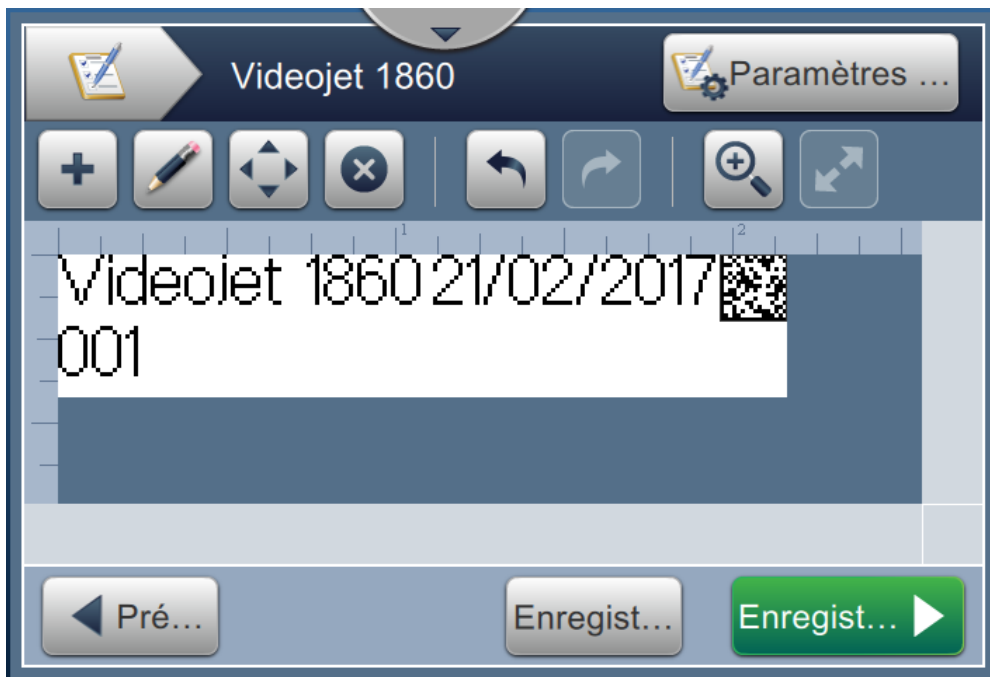 Videojet 1860
Paramètres ...
1 2
Videojet 1860 21/02/2017
001
Pré...
Enregist...
Enregist...